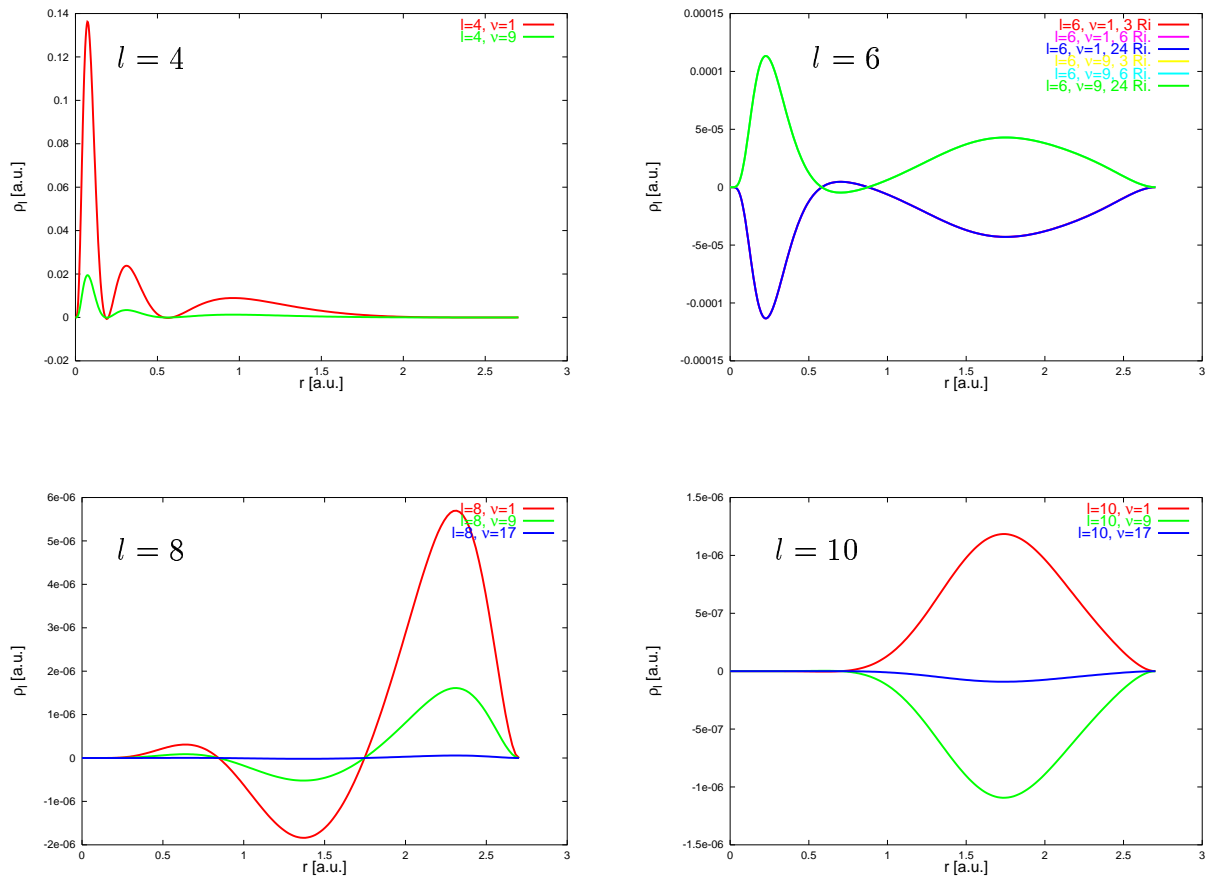 0.14
0.12
0.1
0.08
0.06
0.04
0.02
0
-0.02
0
0.5
1
1.5
2
2.5
3
ρl [a.u.]
r [a.u.]
l = 4
l=4, ν=1
l=4, ν=9
0.00015
0.0001
5e-05
0
-5e-05
-0.0001
-0.00015
0
0.5
1
1.5
2
2.5
3
ρl [a.u.]
r [a.u.]
l = 6
l=6, ν=1, 3 Ri
l=6, ν=1, 6 Ri.
l=6, ν=1, 24 Ri.
l=6, ν=9, 3 Ri.
l=6, ν=9, 6 Ri.
l=6, ν=9, 24 Ri.
6e-06
5e-06
4e-06
3e-06
2e-06
1e-06
0
-1e-06
-2e-06
0
0.5
1
1.5
2
2.5
3
ρl [a.u.]
r [a.u.]
l = 8
l=8, ν=1
l=8, ν=9
l=8, ν=17
1.5e-06
1e-06
5e-07
0
-5e-07
-1e-06
-1.5e-06
0
0.5
1
1.5
2
2.5
3
ρl [a.u.]
r [a.u.]
l = 10
l=10, ν=1
l=10, ν=9
l=10, ν=17